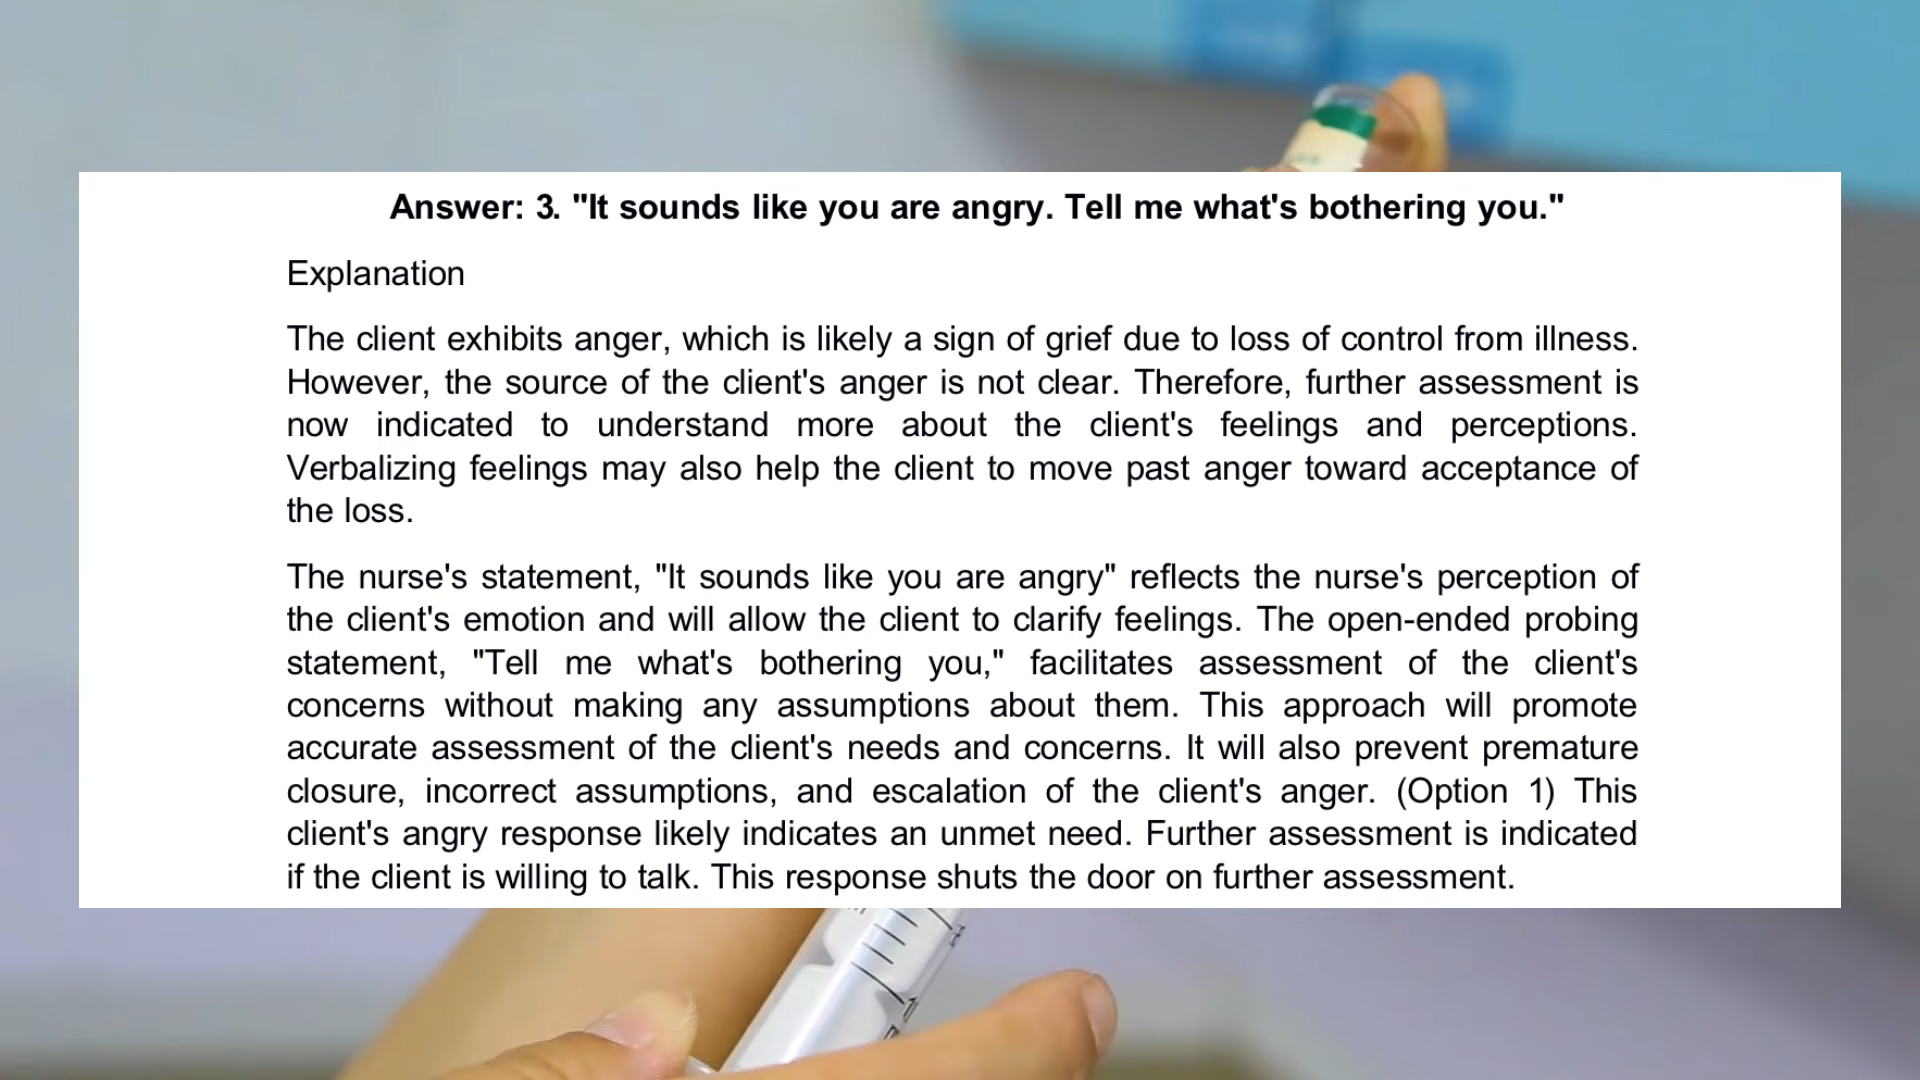 Answer: 3. "It sounds like you are angry. Tell me what's bothering you."
Explanation
The client exhibits anger, which is likely a sign of grief due to loss of control from illness.
However, the source of the client's anger is not clear. Therefore, further assessment is
now indicated to understand more about the client's feelings and perceptions.
Verbalizing feelings may also help the client to move past anger toward acceptance of
the loss.
The nurse's statement, "It sounds like you are angry" reflects the nurse's perception of
the client's emotion and will allow the client to clarify feelings. The open-ended probing
statement, "Tell me what's bothering you," facilitates assessment of the client's
concerns without making any assumptions about them. This approach will promote
accurate assessment of the client's needs and concerns. It will also prevent premature
closure, incorrect assumptions, and escalation of the client's anger. (Option 1) This
client's angry response likely indicates an unmet need. Further assessment is indicated
if the client is willing to talk. This response shuts the door on further assessment.